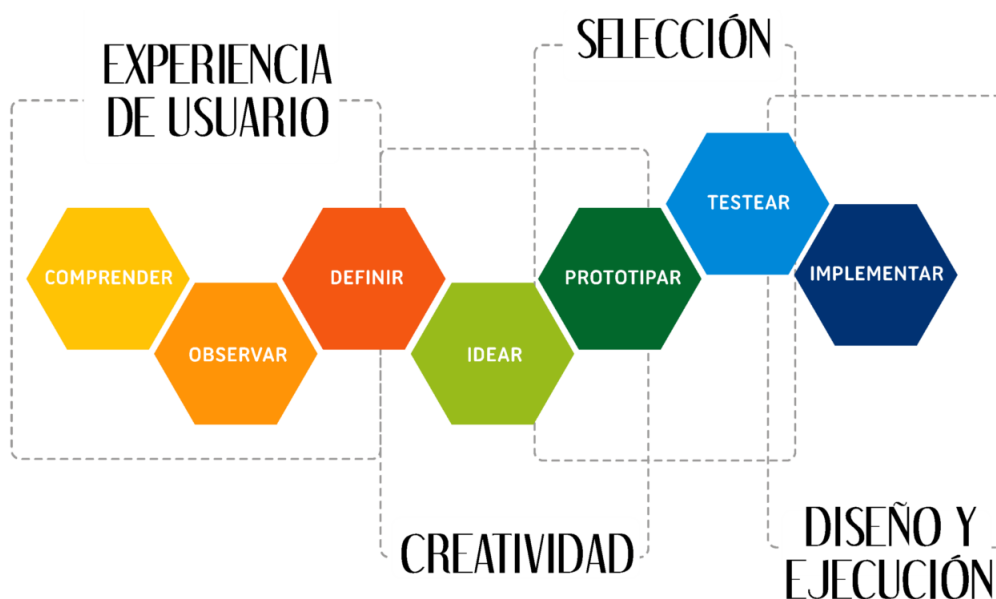 EXPERIENCIA
DE USUARIO
SELECCIÓN
COMPRENDER
OBSERVAR
DEFINIR
IDEAR
PROTOTIPAR
TESTEAR
IMPLEMENTAR
CREATIVIDAD
DISEÑO Y
EJECUCIÓN